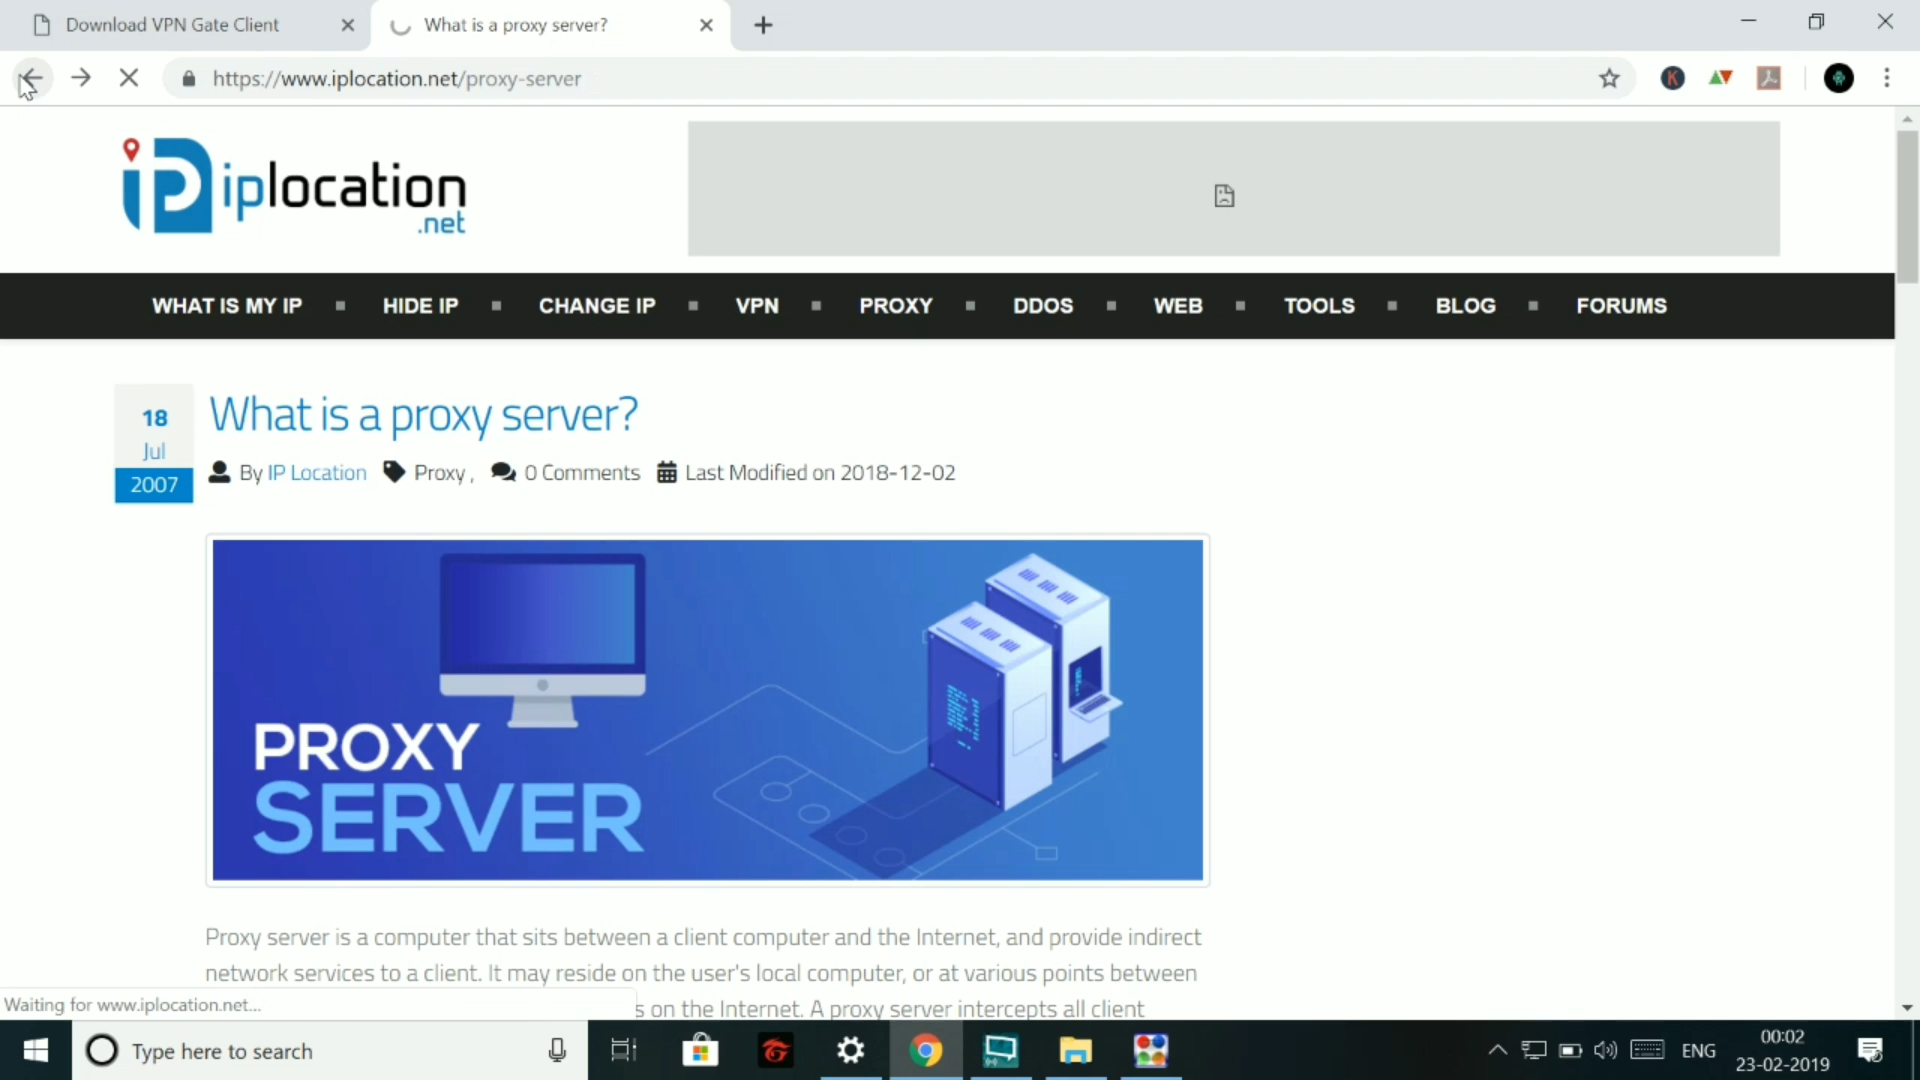 Download VPN Gate Client
What is a proxy server?
https://www.iplocation.net/proxy-server
iplocation
.net
WHAT IS MY IP HIDE IP CHANGE IP VPN PROXY DDOS WEB TOOLS BLOG FORUMS
18
Jul
2007
What is a proxy server?
By IP Location Proxy , 0 Comments Last Modified on 2018-12-02
PROXY
SERVER
Proxy server is a computer that sits between a client computer and the Internet, and provide indirect
network services to a client. It may reside on the user's local computer, or at various points between
s on the Internet. A proxy server intercepts all client
Waiting for www.iplocation.net...
Type here to search
ENG
00:02
23-02-2019